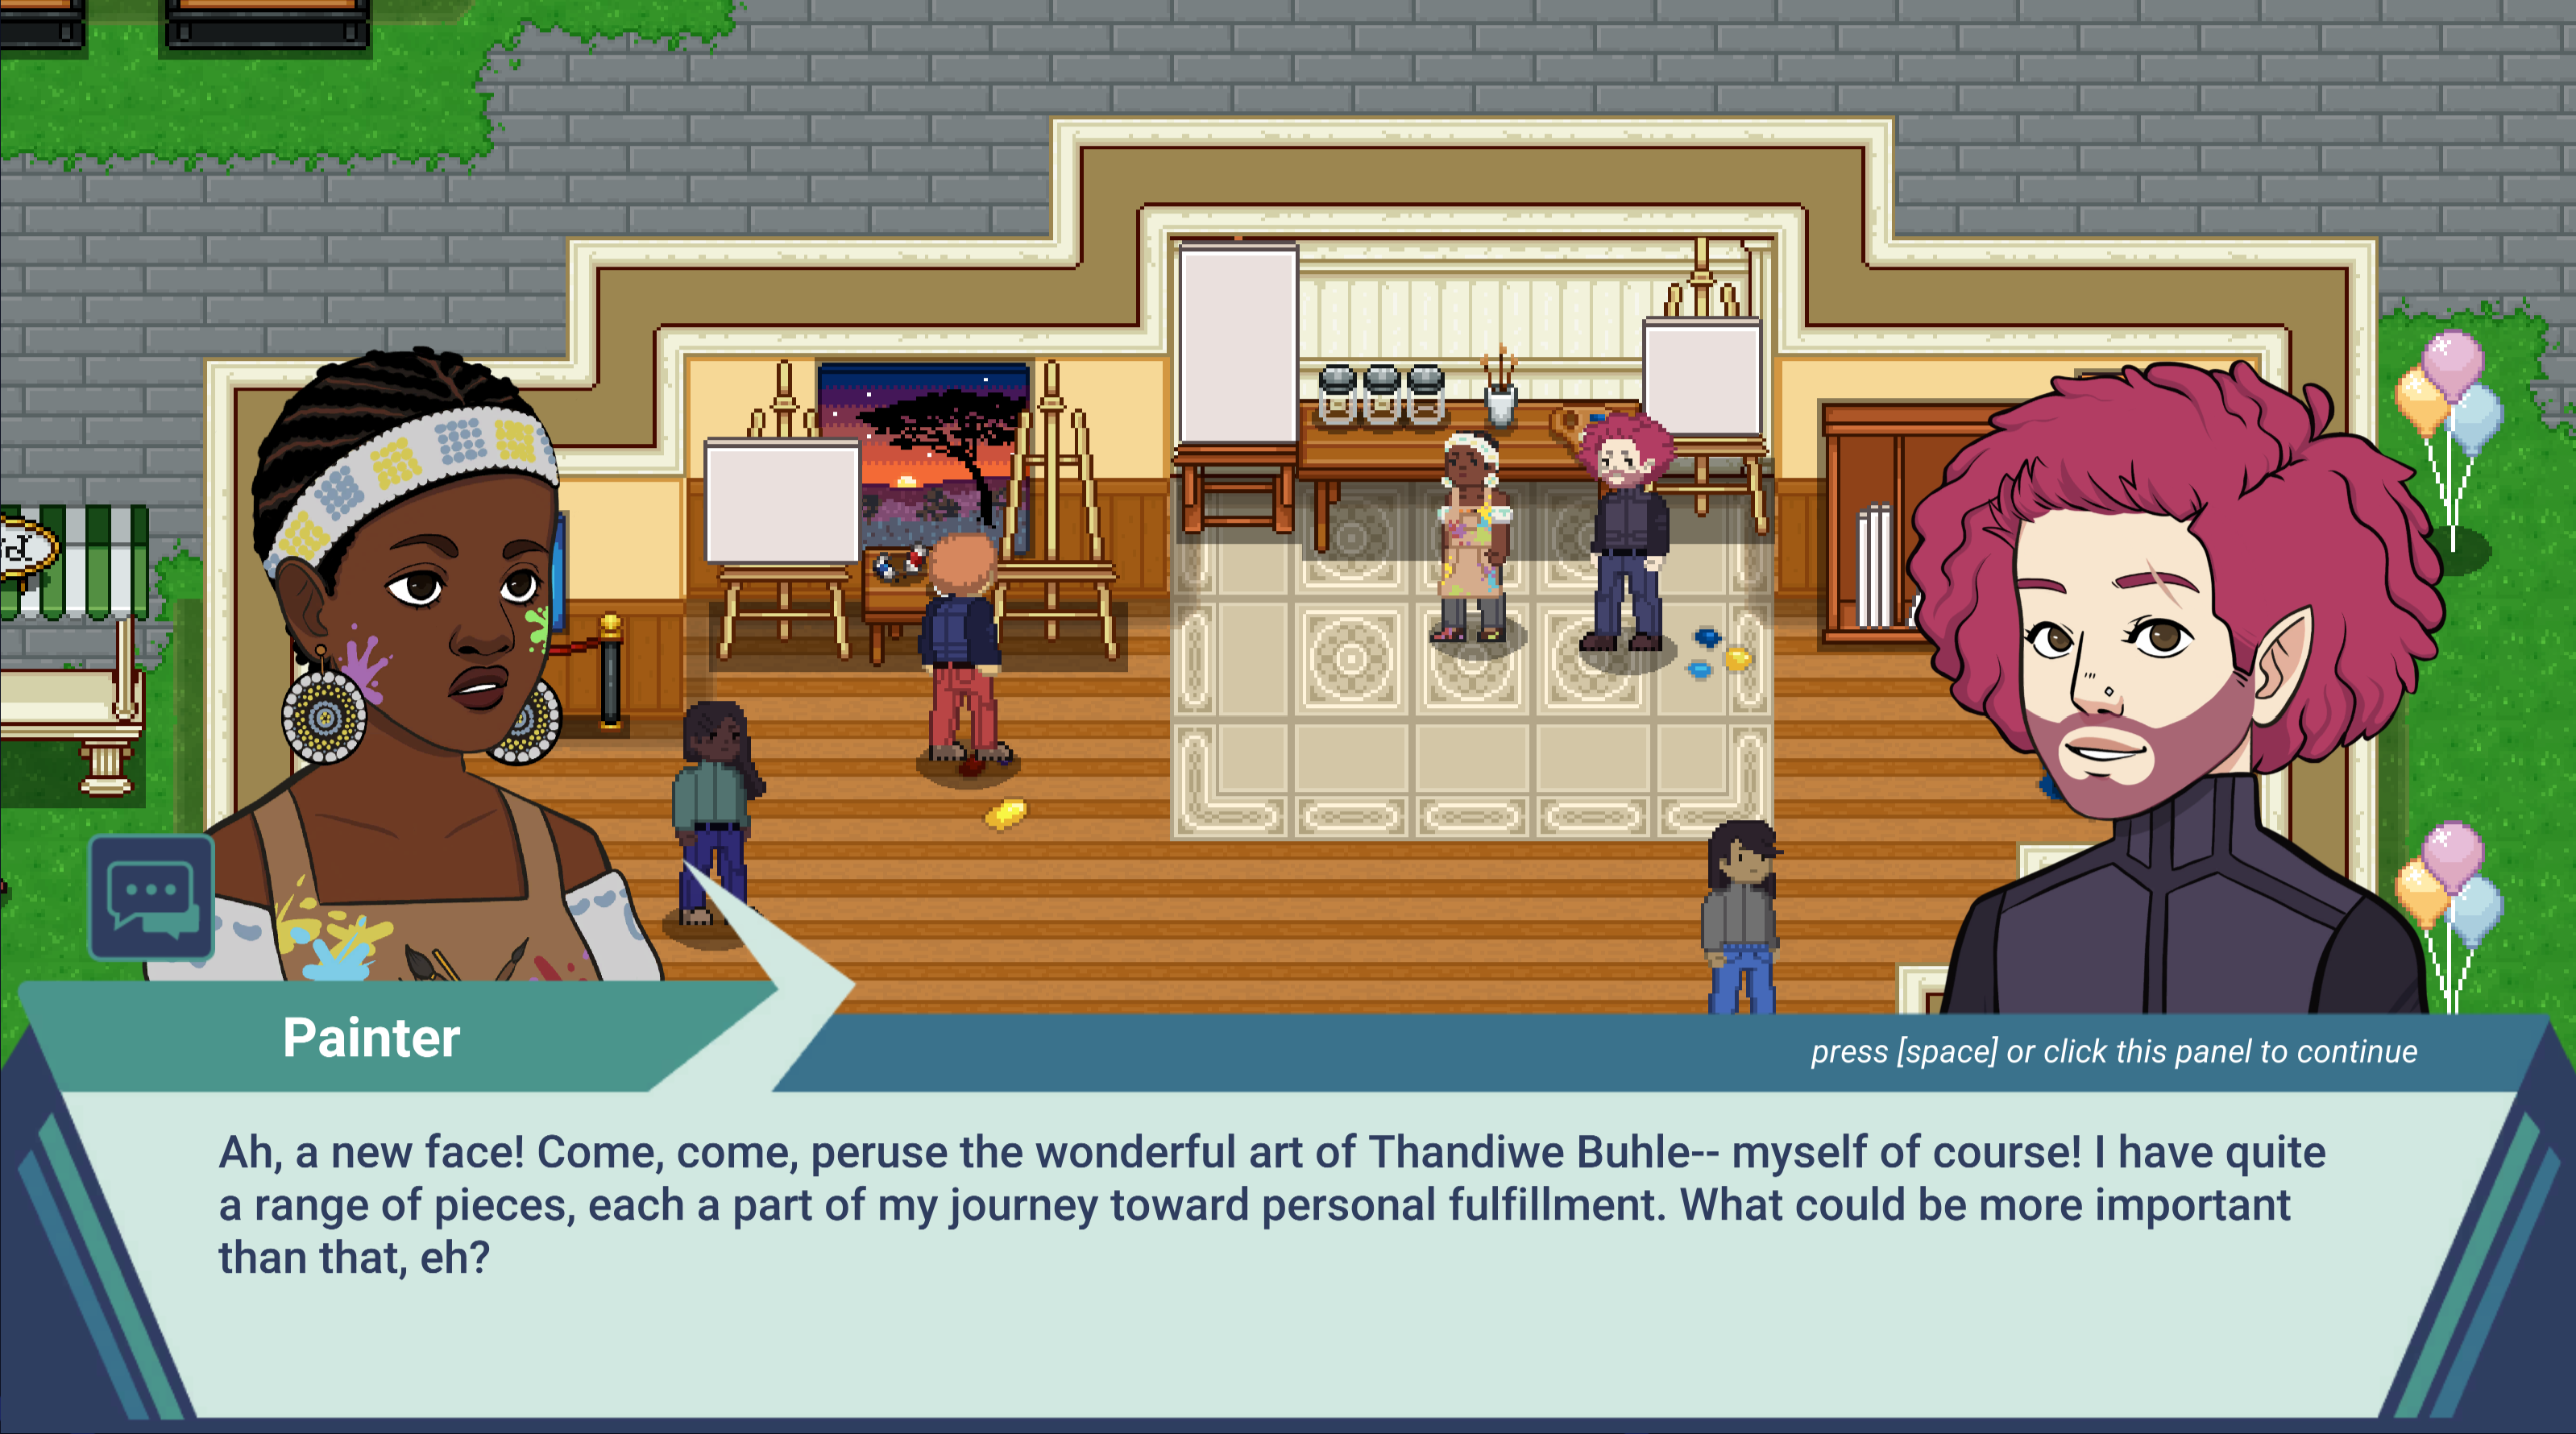 Painter
press [space] or click this panel to continue
Ah, a new face! Come, come, peruse the wonderful art of Thandiwe Buhle-- myself of course! I have quite
a range of pieces, each a part of my journey toward personal fulfillment. What could be more important
than that, eh?